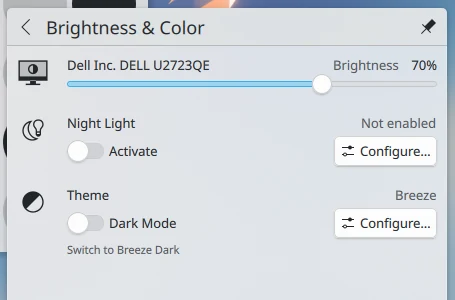 Brightness & Color
Dell Inc. DELL U2723QE Brightness 70%
Night Light Not enabled
Activate Configure...
Theme Breeze
Dark Mode Configure...
Switch to Breeze Dark